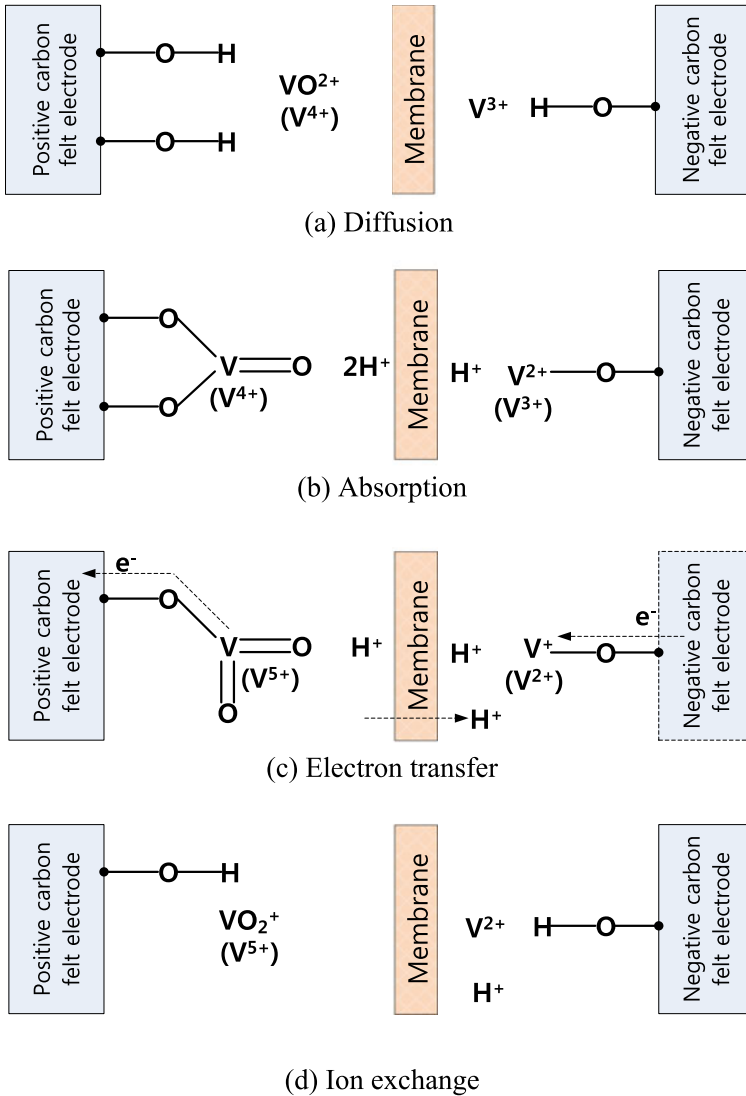 Positive carbon
felt electrode
O H
O H
VO²⁺
(V⁴⁺)
Membrane
V³⁺
H O
Negative carbon
felt electrode
(a) Diffusion
Positive carbon
felt electrode
O
O
V O
(V⁴⁺)
2H⁺
Membrane
H⁺
V²⁺ O
(V³⁺)
Negative carbon
felt electrode
(b) Absorption
Positive carbon
felt electrode
e⁻
O
V O
(V⁵⁺)
O
H⁺
Membrane
H⁺
H⁺
V⁺ O
(V²⁺)
e⁻
Negative carbon
felt electrode
(c) Electron transfer
Positive carbon
felt electrode
O H
VO₂⁺
(V⁵⁺)
Membrane
V²⁺
H⁺
H O
Negative carbon
felt electrode
(d) Ion exchange